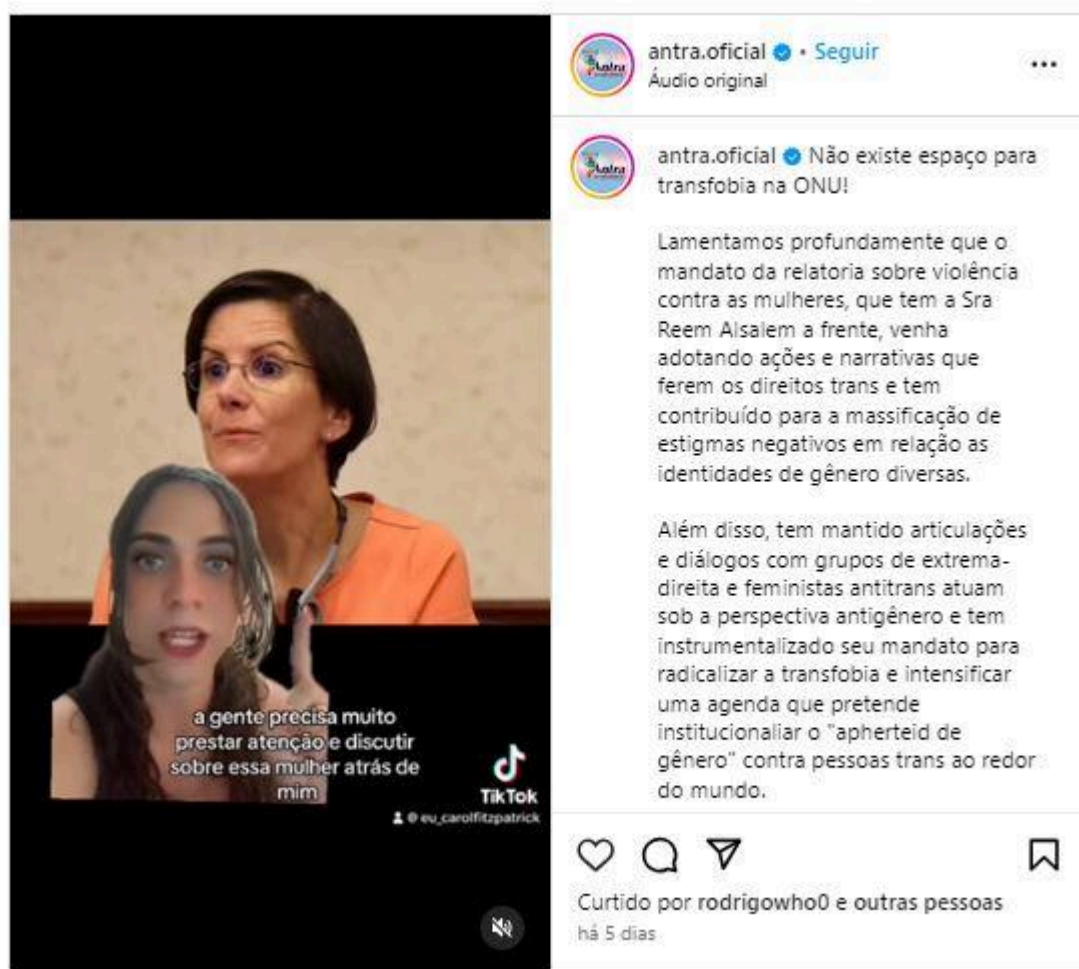 antra.oficial • Seguir
Áudio original
antra.oficial Não existe espaço para
transfobia na ONU!
Lamentamos profundamente que o
mandato da relatoria sobre violência
contra as mulheres, que tem a Sra
Reem Alsalem a frente, venha
adotando ações e narrativas que
ferem os direitos trans e tem
contribuído para a massificação de
estigmas negativos em relação as
identidades de gênero diversas.
Além disso, tem mantido articulações
e diálogos com grupos de extrema-
direita e feministas antitrans atuam
sob a perspectiva antigênero e tem
instrumentalizado seu mandato para
radicalizar a transfobia e intensificar
uma agenda que pretende
institucionaliar o "apherteid de
gênero" contra pessoas trans ao redor
do mundo.
a gente precisa muito
prestar atenção e discutir
sobre essa mulher atrás de
mim
TikTok
@ eu_carolfitzpatrick
Curtido por rodrigowho0 e outras pessoas
há 5 dias